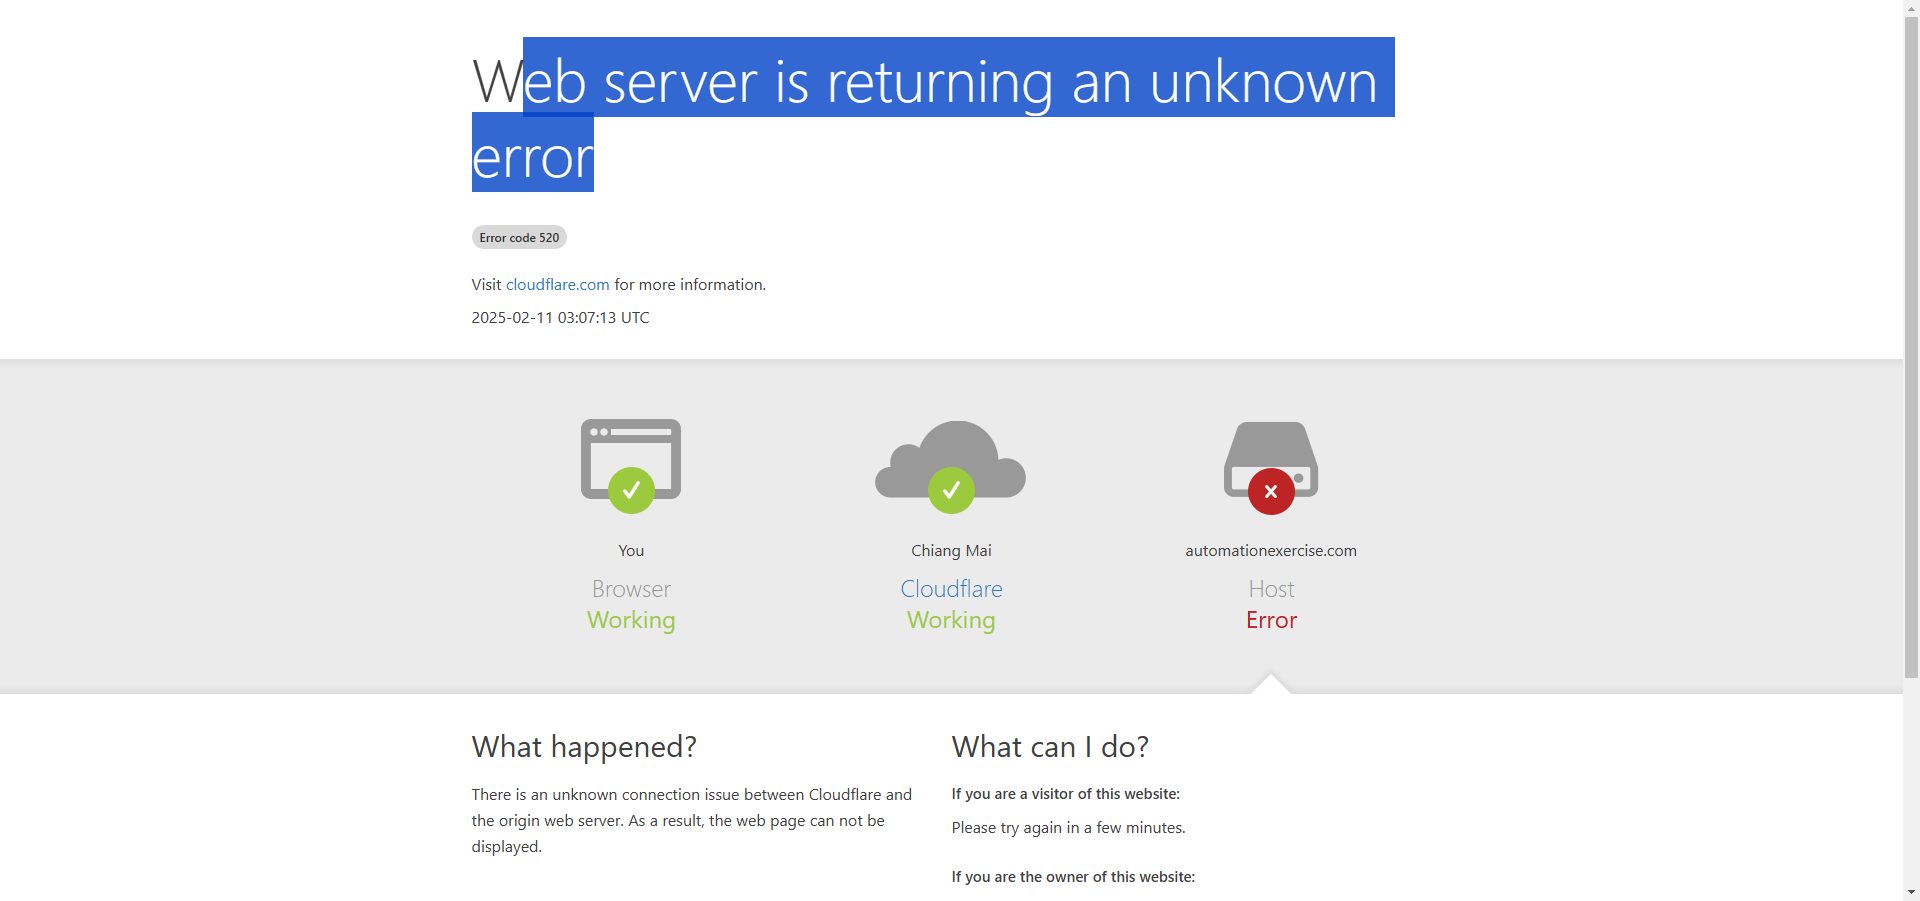 Web server is returning an unknown
error
Error code 520
Visit cloudflare.com for more information.
2025-02-11 03:07:13 UTC
You
Browser
Working
Chiang Mai
Cloudflare
Working
automationexercise.com
Host
Error
What happened?
There is an unknown connection issue between Cloudflare and
the origin web server. As a result, the web page can not be
displayed.
What can I do?
If you are a visitor of this website:
Please try again in a few minutes.
If you are the owner of this website: